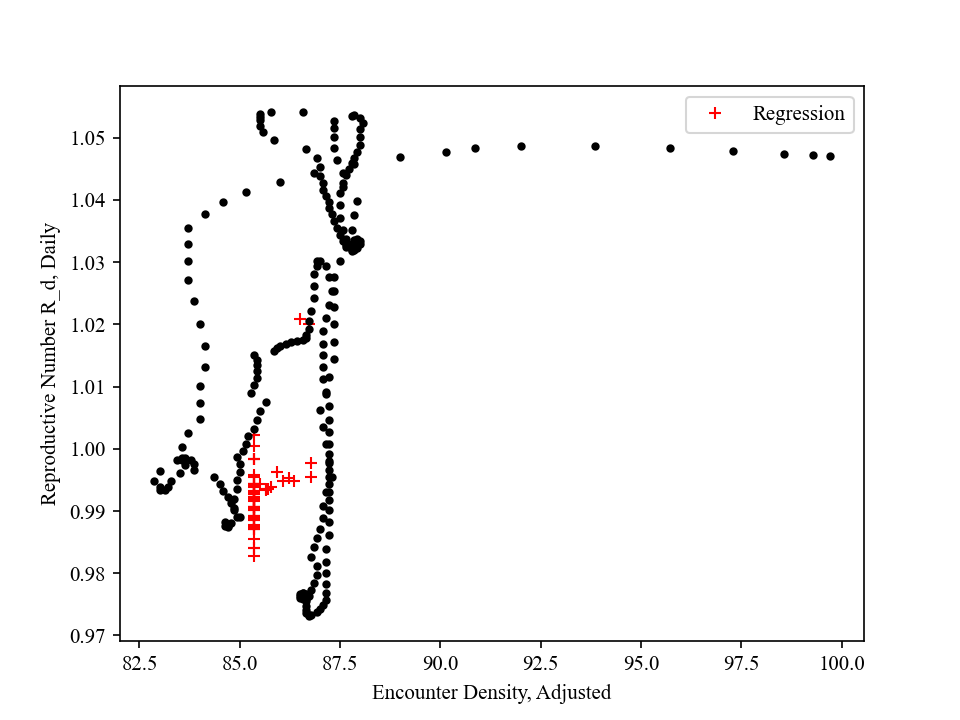 Regression
1.05
1.04
1.03
1.02
1.01
1.00
0.99
0.98
0.97
Reproductive Number R_d, Daily
82.5 85.0 87.5 90.0 92.5 95.0 97.5 100.0
Encounter Density, Adjusted